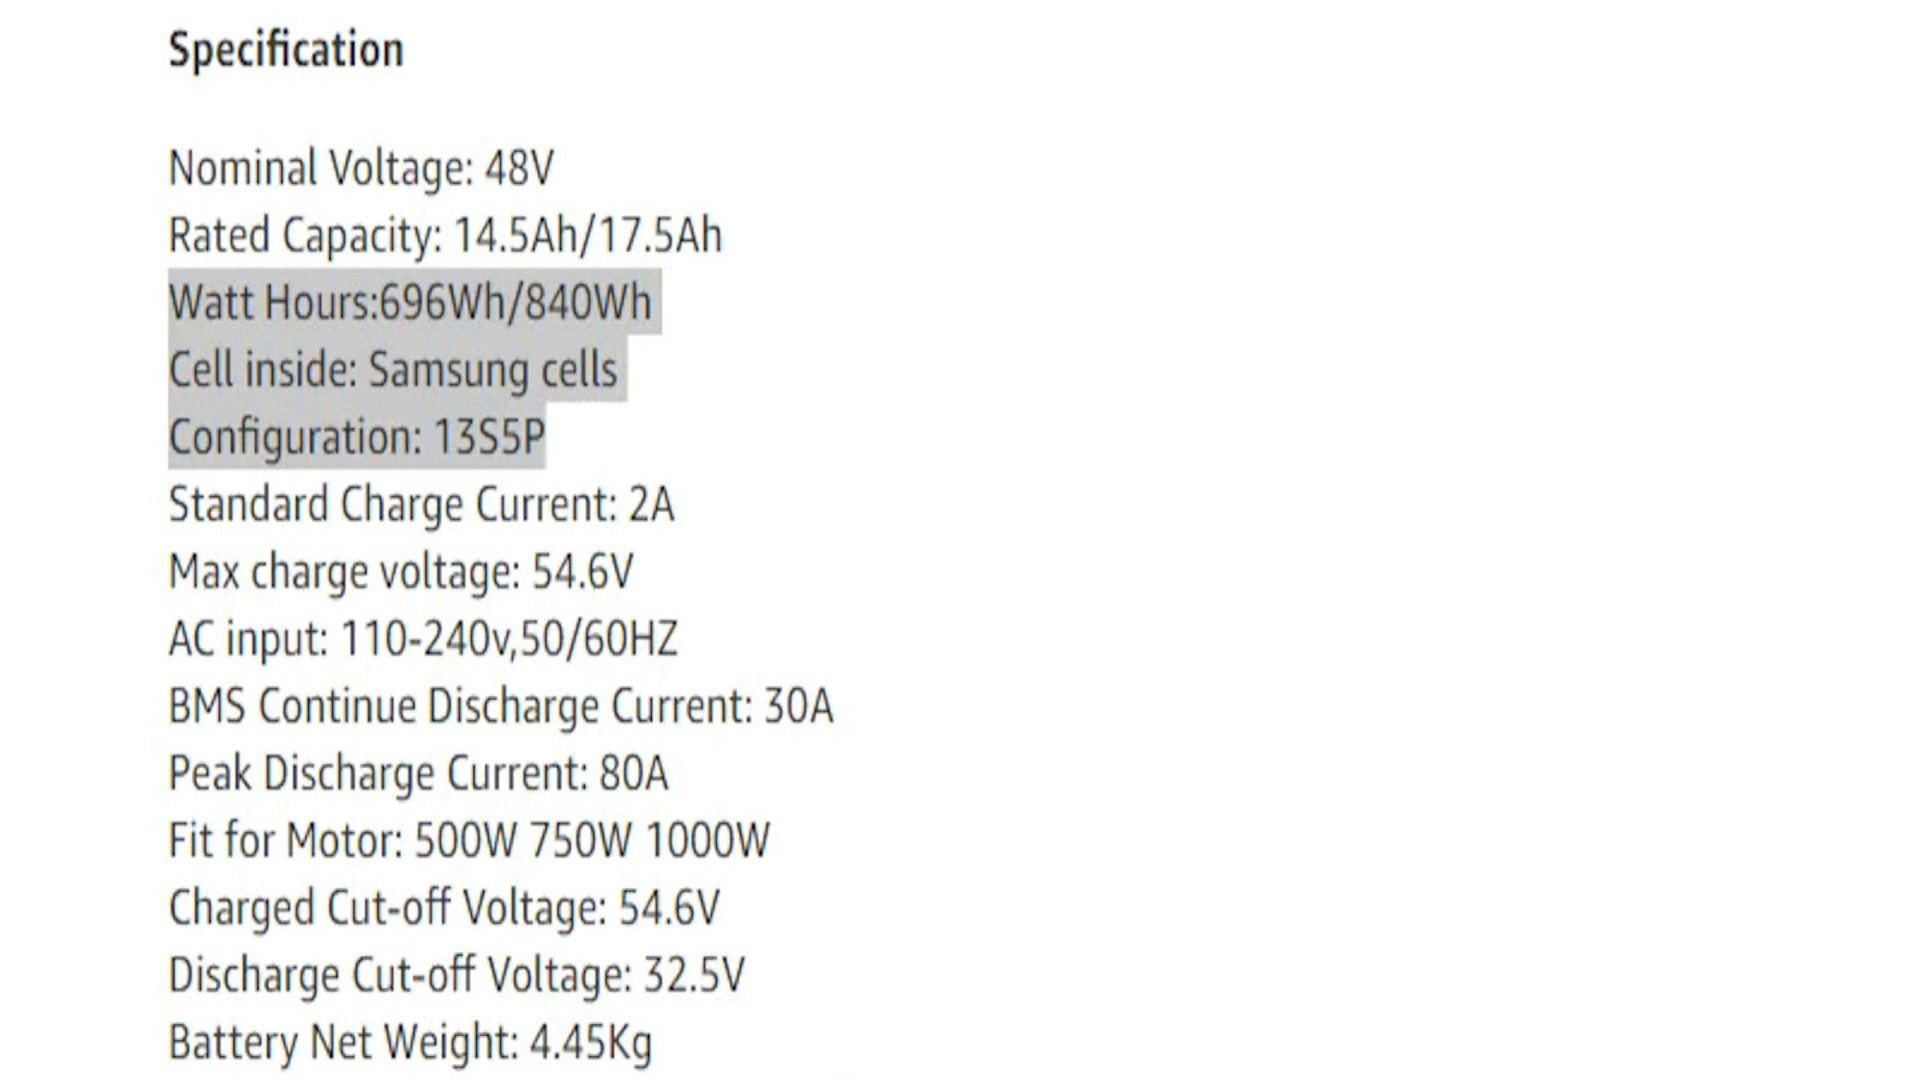 Specification
Nominal Voltage: 48V
Rated Capacity: 14.5Ah/17.5Ah
Watt Hours:696Wh/840Wh
Cell inside: Samsung cells
Configuration: 13S5P
Standard Charge Current: 2A
Max charge voltage: 54.6V
AC input: 110-240v,50/60HZ
BMS Continue Discharge Current: 30A
Peak Discharge Current: 80A
Fit for Motor: 500W 750W 1000W
Charged Cut-off Voltage: 54.6V
Discharge Cut-off Voltage: 32.5V
Battery Net Weight: 4.45Kg